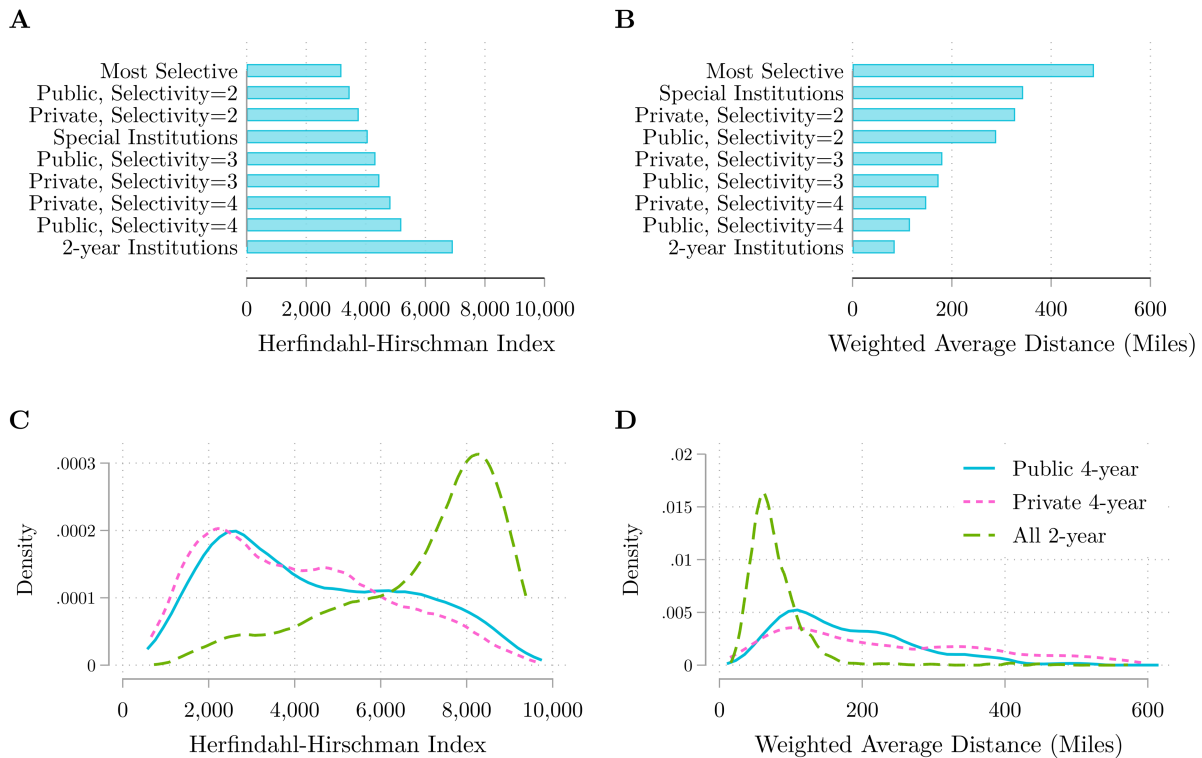 A
Most Selective
Public, Selectivity=2
Private, Selectivity=2
Special Institutions
Public, Selectivity=3
Private, Selectivity=3
Private, Selectivity=4
Public, Selectivity=4
2-year Institutions
0 2,000 4,000 6,000 8,000 10,000
Herfindahl-Hirschman Index
B
Most Selective
Special Institutions
Private, Selectivity=2
Public, Selectivity=2
Private, Selectivity=3
Public, Selectivity=3
Private, Selectivity=4
Public, Selectivity=4
2-year Institutions
0 200 400 600
Weighted Average Distance (Miles)
C
Density
.0003
.0002
.0001
0
0 2,000 4,000 6,000 8,000 10,000
Herfindahl-Hirschman Index
D
Density
.02
.015
.01
.005
0
Public 4-year
Private 4-year
All 2-year
0 200 400 600
Weighted Average Distance (Miles)